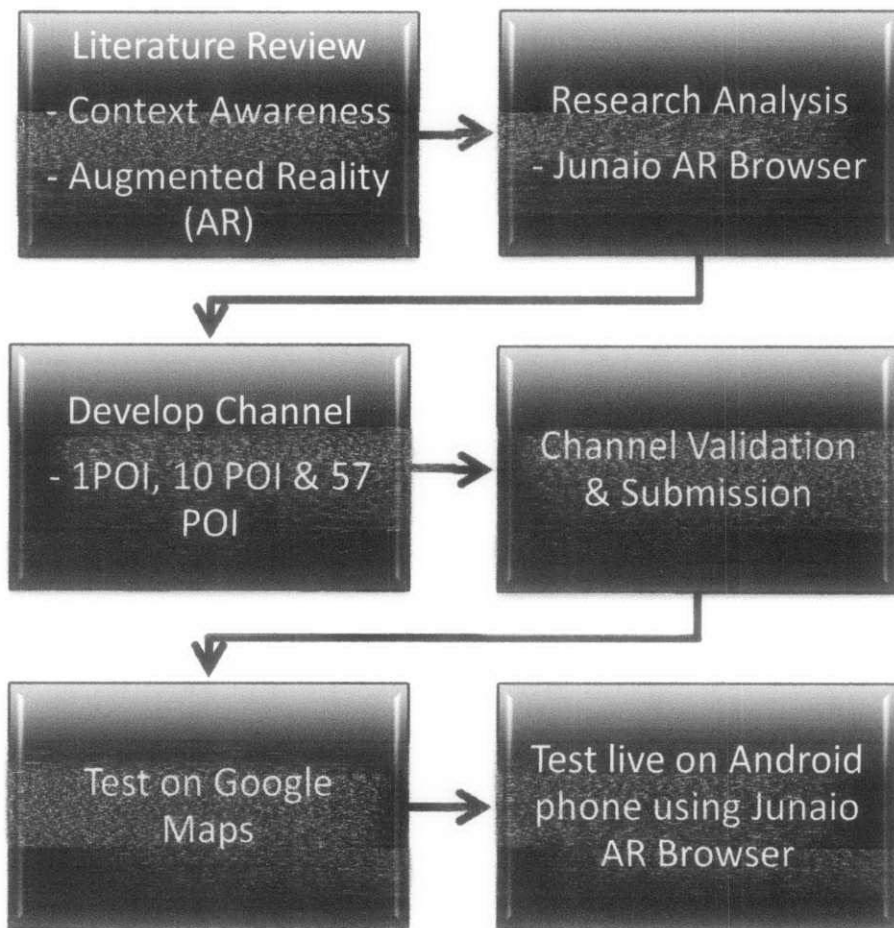 Literature Review
- Context Awareness
- Augmented Reality
(AR)
Research Analysis
- Junaio AR Browser
Develop Channel
- 1POI, 10 POI & 57
POI
Channel Validation
& Submission
Test on Google
Maps
Test live on Android
phone using Junaio
AR Browser